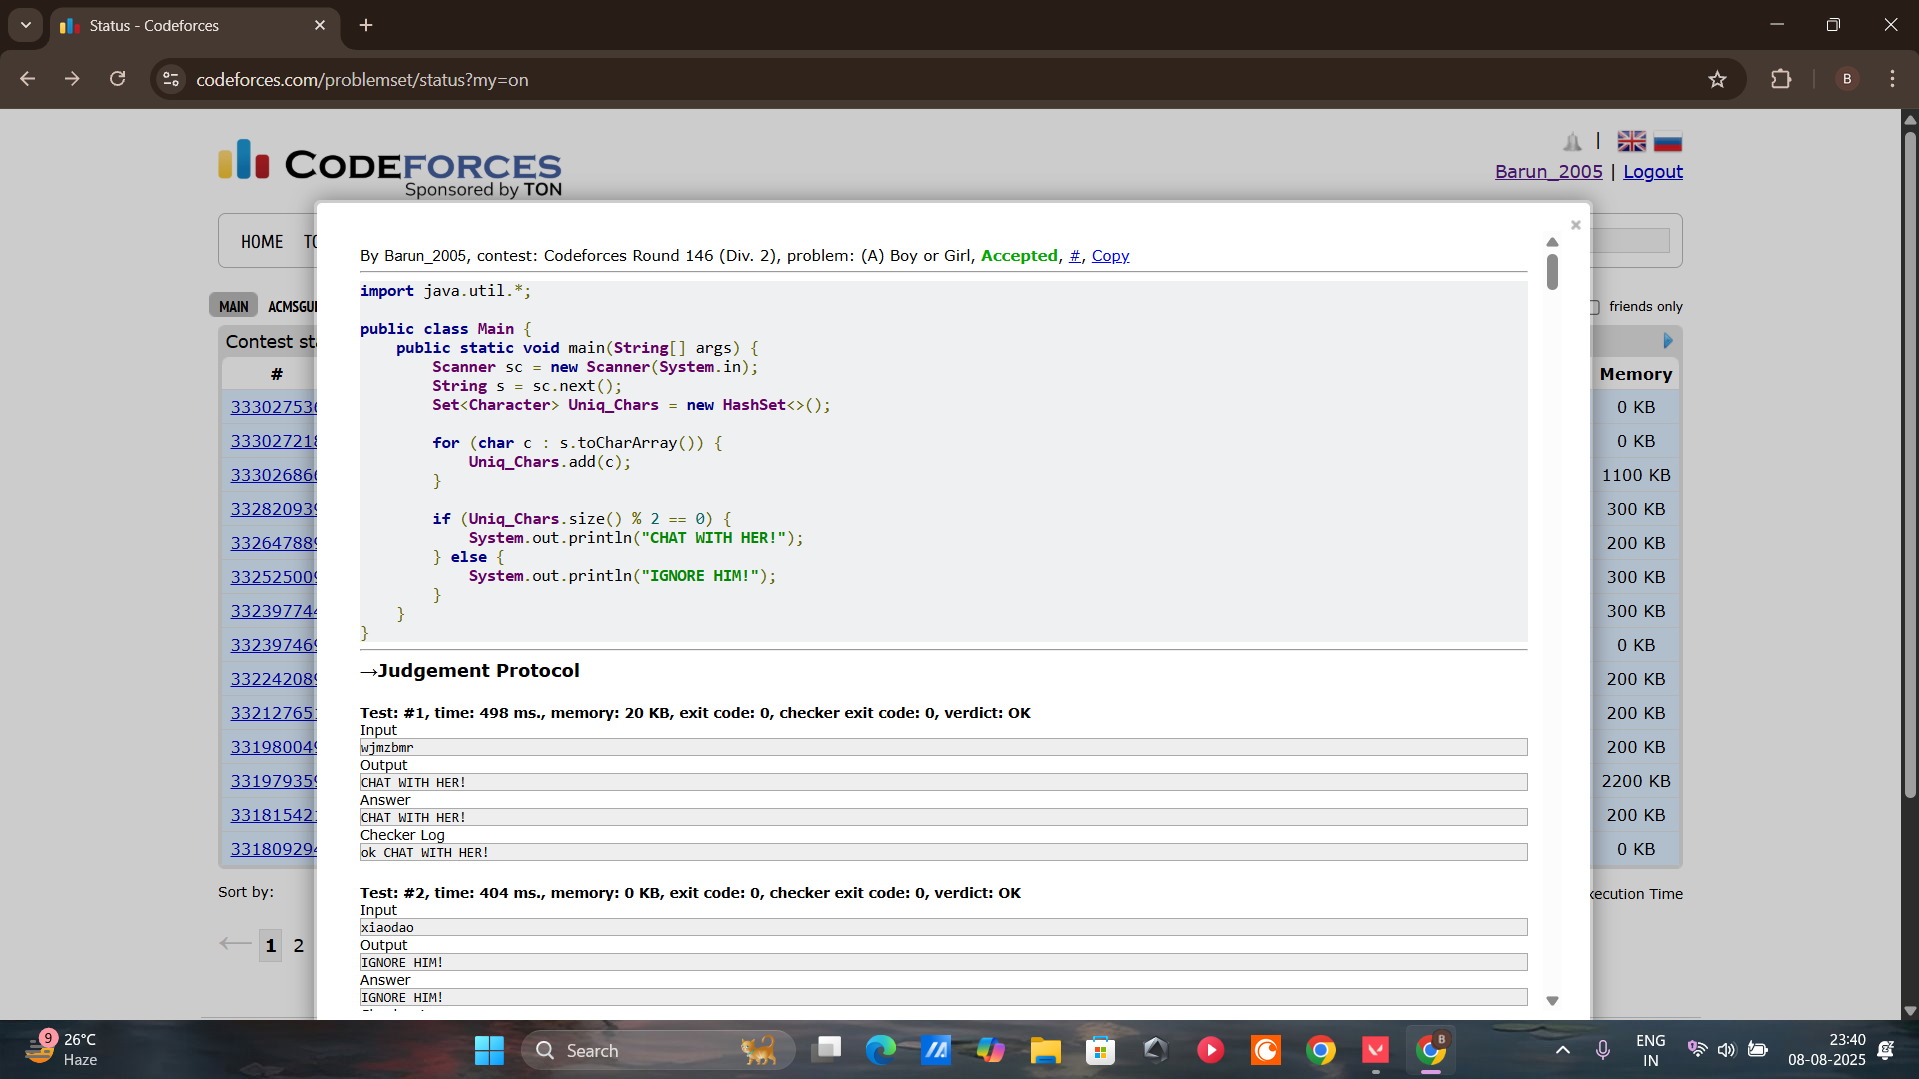 Status - Codeforces
codeforces.com/problemset/status?my=on
B
CODEFORCES
Sponsored by TON
Barun_2005 | Logout
HOME
MAIN ACMSGU
friends only
Contest st
# Memory
33302753 0 KB
33302721 0 KB
33302686 1100 KB
33282093 300 KB
33264788 200 KB
33252500 300 KB
33239774 300 KB
33239746 0 KB
33224208 200 KB
33212765 200 KB
33198004 200 KB
33197935 2200 KB
33181542 200 KB
33180929 0 KB
Sort by: xecution Time
1 2
By Barun_2005, contest: Codeforces Round 146 (Div. 2), problem: (A) Boy or Girl, Accepted, #, Copy
import java.util.*;
public class Main {
public static void main(String[] args) {
Scanner sc = new Scanner(System.in);
String s = sc.next();
Set<Character> Uniq_Chars = new HashSet<>();
for (char c : s.toCharArray()) {
Uniq_Chars.add(c);
}
if (Uniq_Chars.size() % 2 == 0) {
System.out.println("CHAT WITH HER!");
} else {
System.out.println("IGNORE HIM!");
}
}
}
→Judgement Protocol
Test: #1, time: 498 ms., memory: 20 KB, exit code: 0, checker exit code: 0, verdict: OK
Input
wjmzbmr
Output
CHAT WITH HER!
Answer
CHAT WITH HER!
Checker Log
ok CHAT WITH HER!
Test: #2, time: 404 ms., memory: 0 KB, exit code: 0, checker exit code: 0, verdict: OK
Input
xiaodao
Output
IGNORE HIM!
Answer
IGNORE HIM!
9
26°C
Haze
Search
B
ENG
IN
23:40
08-08-2025